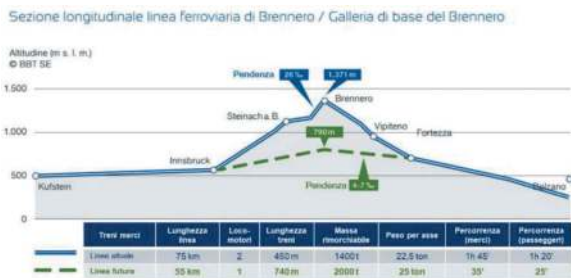 Sezione longitudinale linea ferroviaria di Brennero / Galleria di base del Brennero
Altitudine (m s. l. m.)
© BBT SE
Pendenza 26 ‰ 1,371 m
1.500
Brennero
Steinach a. B.
Vipiteno
1.000
790 m
Fortezza
Innsbruck
500
Kufstein
Pendenza 4-7 ‰
Bolzano
0
Treni merci Lunghezza linea Loco-motori Lunghezza treni Massa rimorchiabile Peso per asse Percorrenza (merci) Percorrenza (passeggeri)
Linea attuale 75 km 2 450 m 1400 t 22,5 ton 1h 45' 1h 20'
Linea futura 55 km 1 740 m 2000 t 25 ton 35' 25'